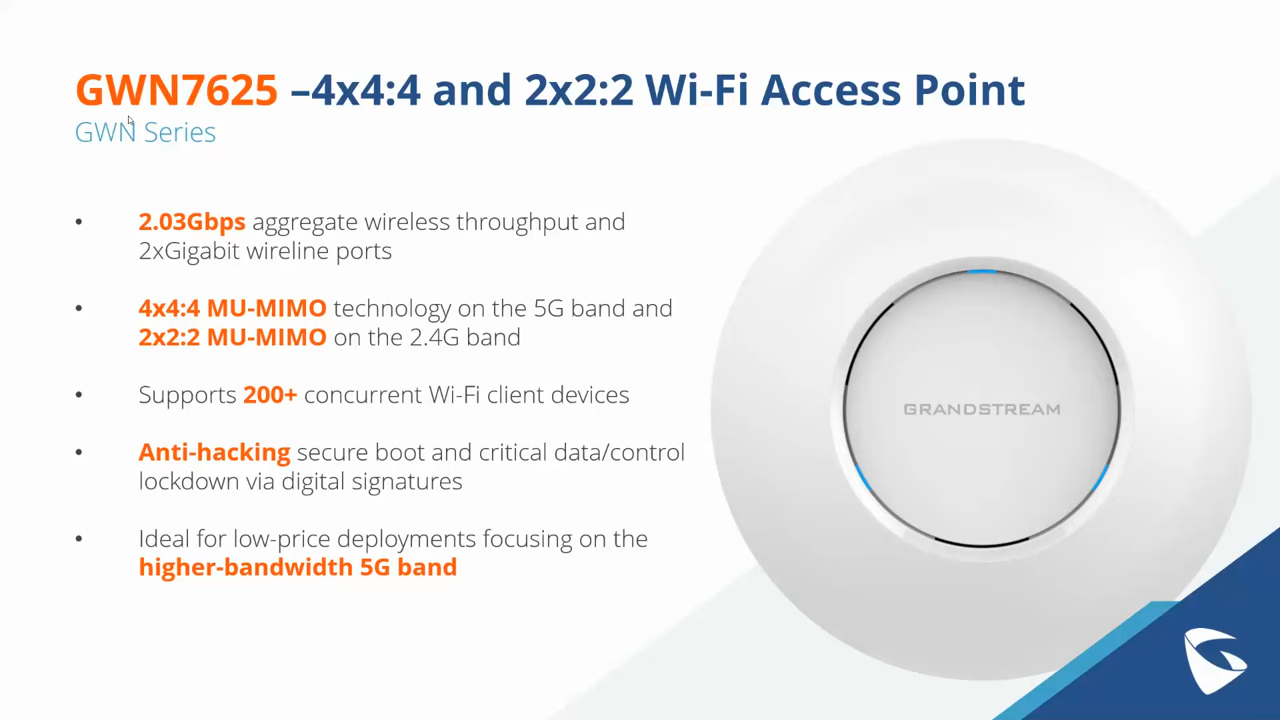 GWN7625 –4x4:4 and 2x2:2 Wi-Fi Access Point
GWN Series
• 2.03Gbps aggregate wireless throughput and
2xGigabit wireline ports
• 4x4:4 MU-MIMO technology on the 5G band and
2x2:2 MU-MIMO on the 2.4G band
• Supports 200+ concurrent Wi-Fi client devices
• Anti-hacking secure boot and critical data/control
lockdown via digital signatures
• Ideal for low-price deployments focusing on the
higher-bandwidth 5G band
GRANDSTREAM